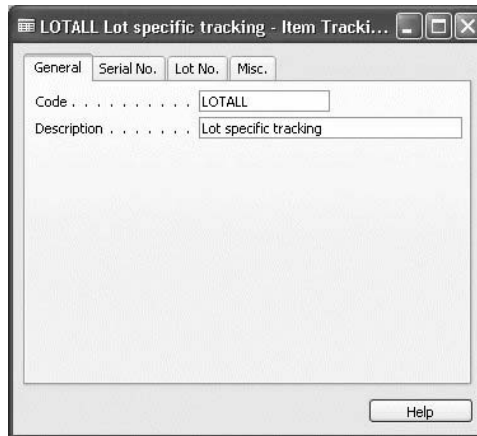 LOTALL Lot specific tracking - Item Tracki...
General Serial No. Lot No. Misc.
Code . . . . . . . . . . LOTALL
Description . . . . . . . Lot specific tracking
Help